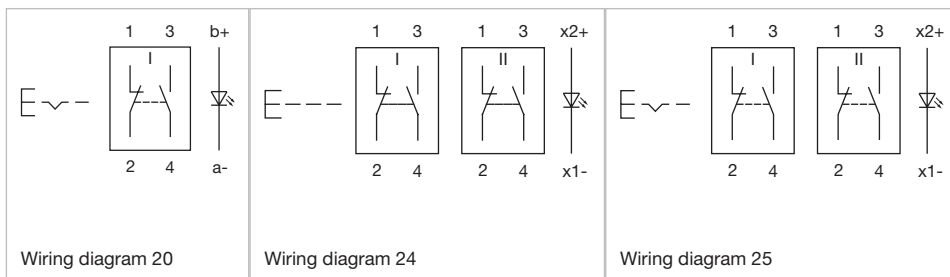 1 3 b+
I
2 4 a-
Wiring diagram 20
1 3 1 3 x2+
I II
2 4 2 4 x1-
Wiring diagram 24
1 3 1 3 x2+
I II
2 4 2 4 x1-
Wiring diagram 25